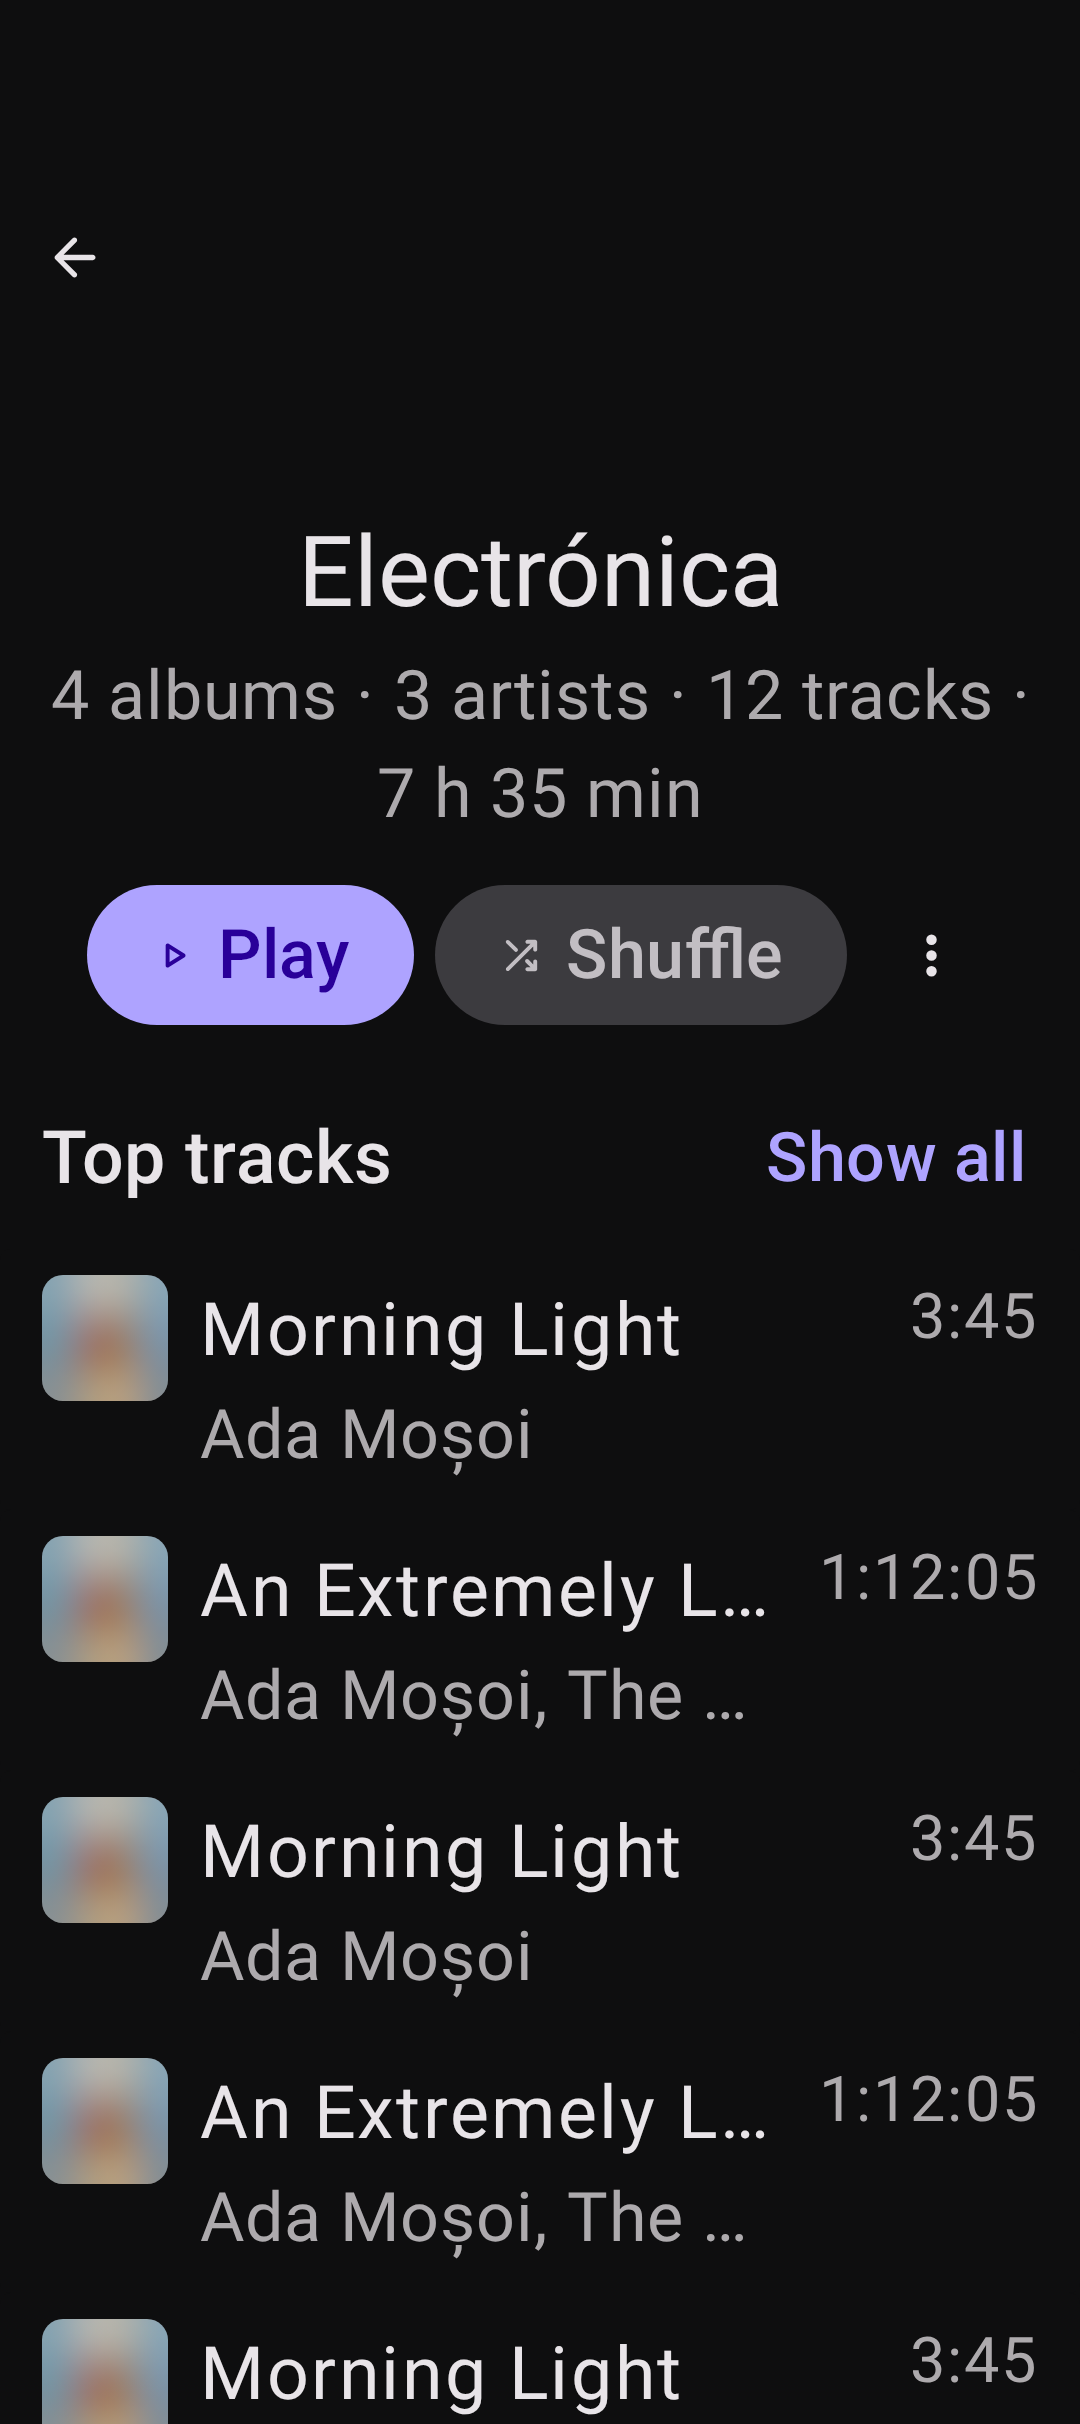 Electrónica
4 albums · 3 artists · 12 tracks ·
7 h 35 min
Play
Shuffle
Top tracks
Show all
Morning Light
3:45
Ada Moșoi
An Extremely L…
1:12:05
Ada Moșoi, The …
Morning Light
3:45
Ada Moșoi
An Extremely L…
1:12:05
Ada Moșoi, The …
Morning Light
3:45